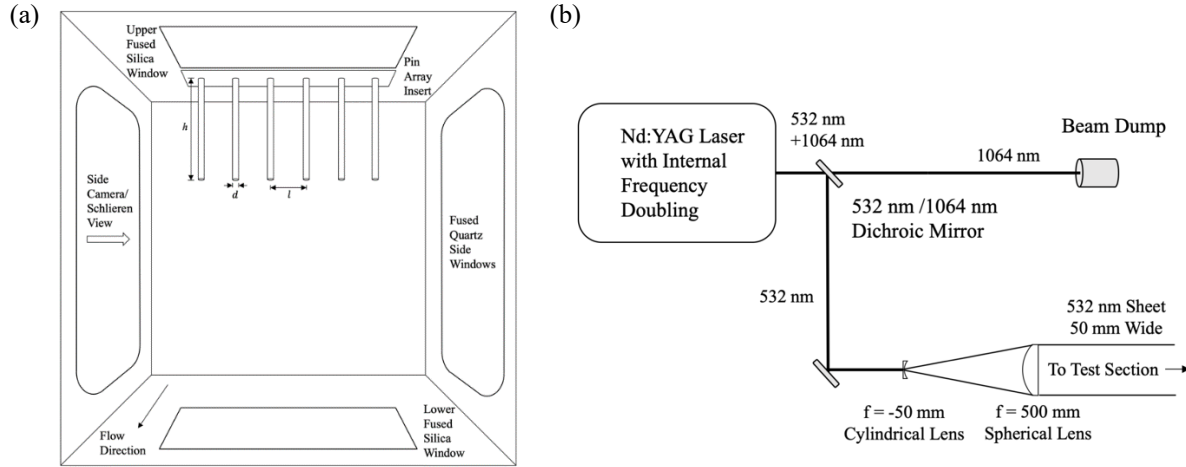 (a)
Upper
Fused
Silica
Window
Pin
Array
Insert
h
d
l
Side
Camera/
Schlieren
View
Fused
Quartz
Side
Windows
Flow
Direction
Lower
Fused
Silica
Window
(b)
Nd:YAG Laser
with Internal
Frequency
Doubling
532 nm
+1064 nm
1064 nm
Beam Dump
532 nm /1064 nm
Dichroic Mirror
532 nm
532 nm Sheet
50 mm Wide
To Test Section
f = -50 mm
Cylindrical Lens
f = 500 mm
Spherical Lens